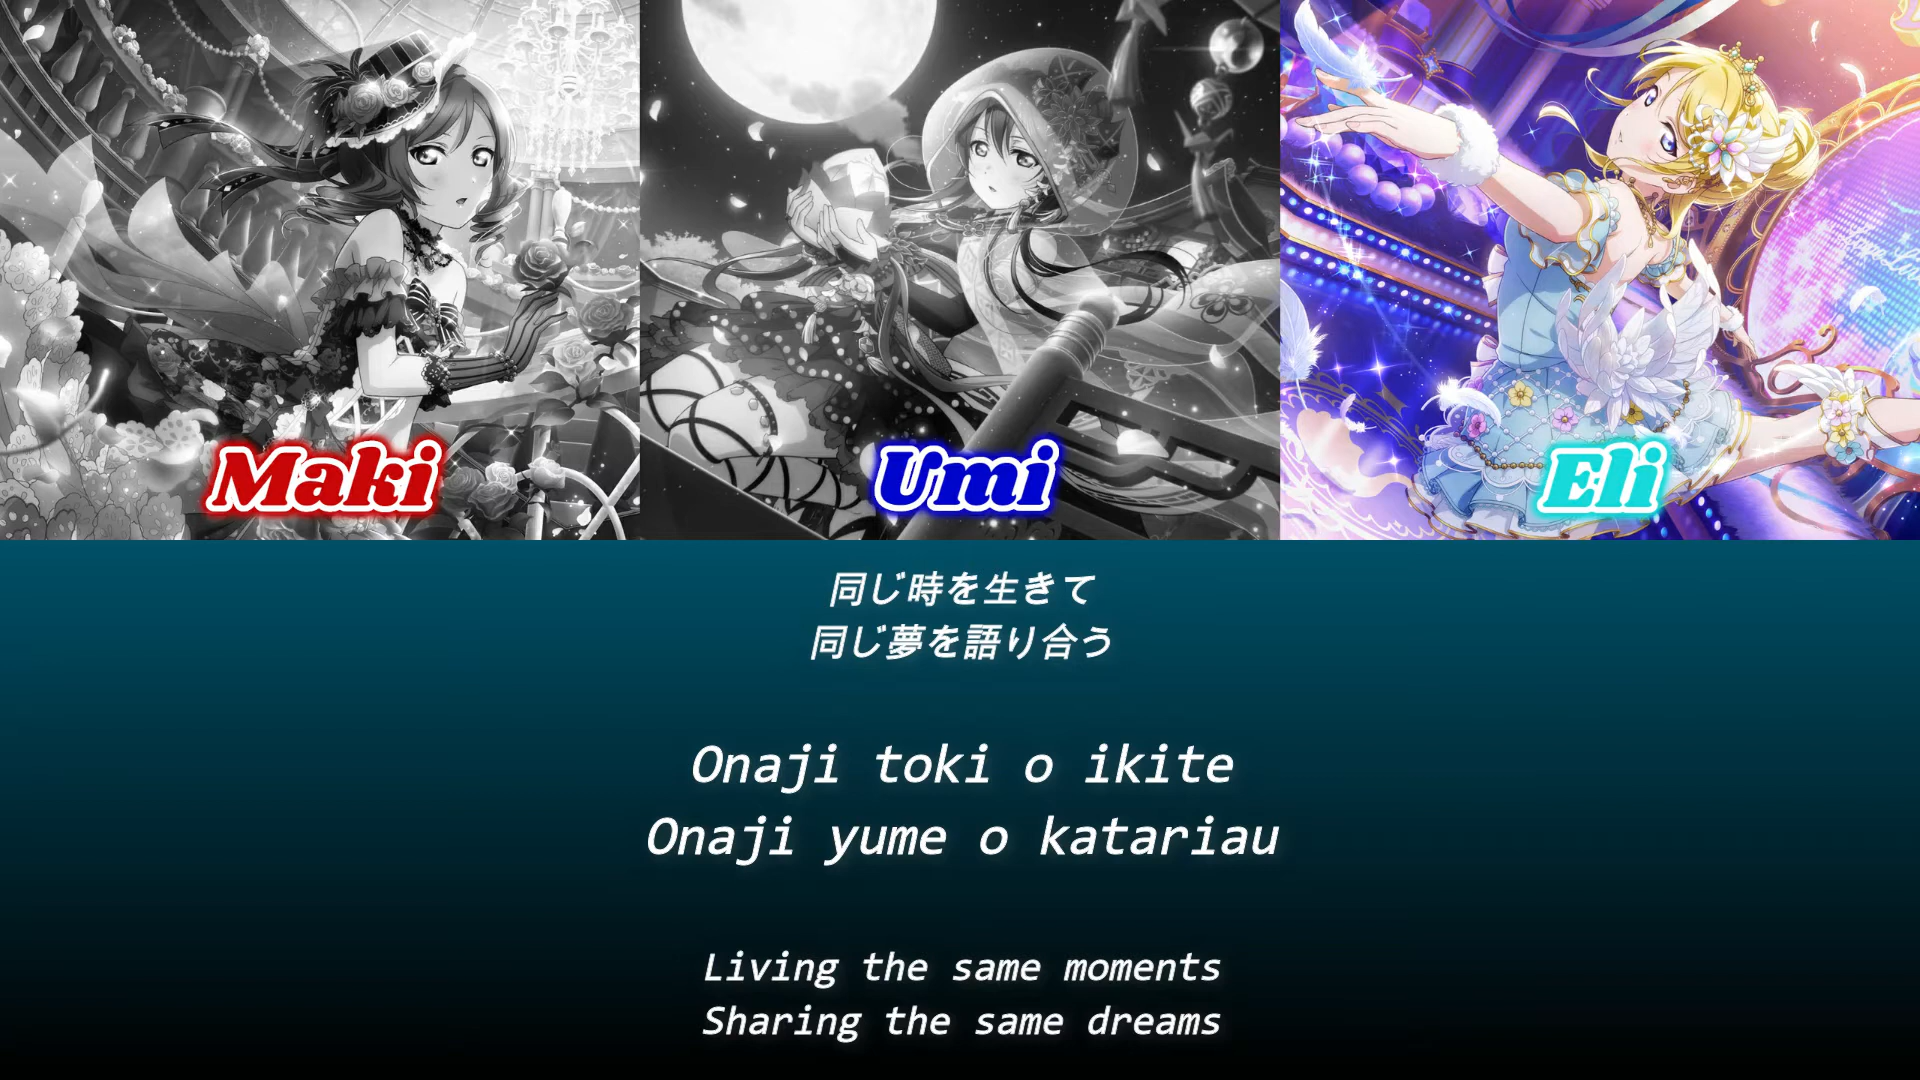 Maki
Umi
Eli
同じ時を生きて
同じ夢を語り合う
Onaji toki o ikite
Onaji yume o katariau
Living the same moments
Sharing the same dreams